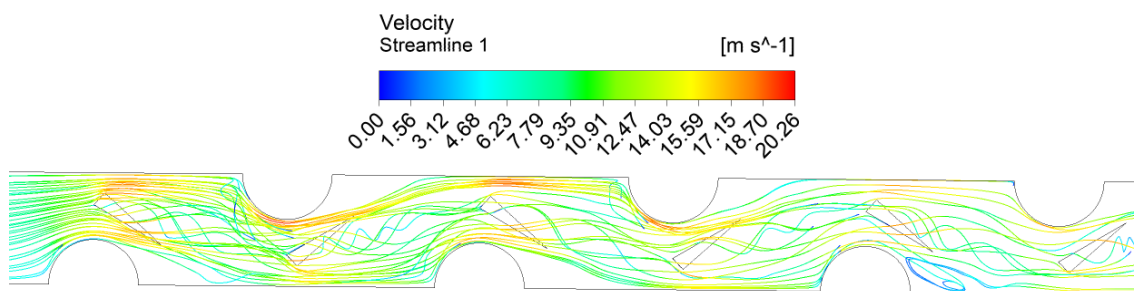 Velocity
Streamline 1 [m s^-1]
0.00 1.56 3.12 4.68 6.23 7.79 9.35 10.91 12.47 14.03 15.59 17.15 18.70 20.26